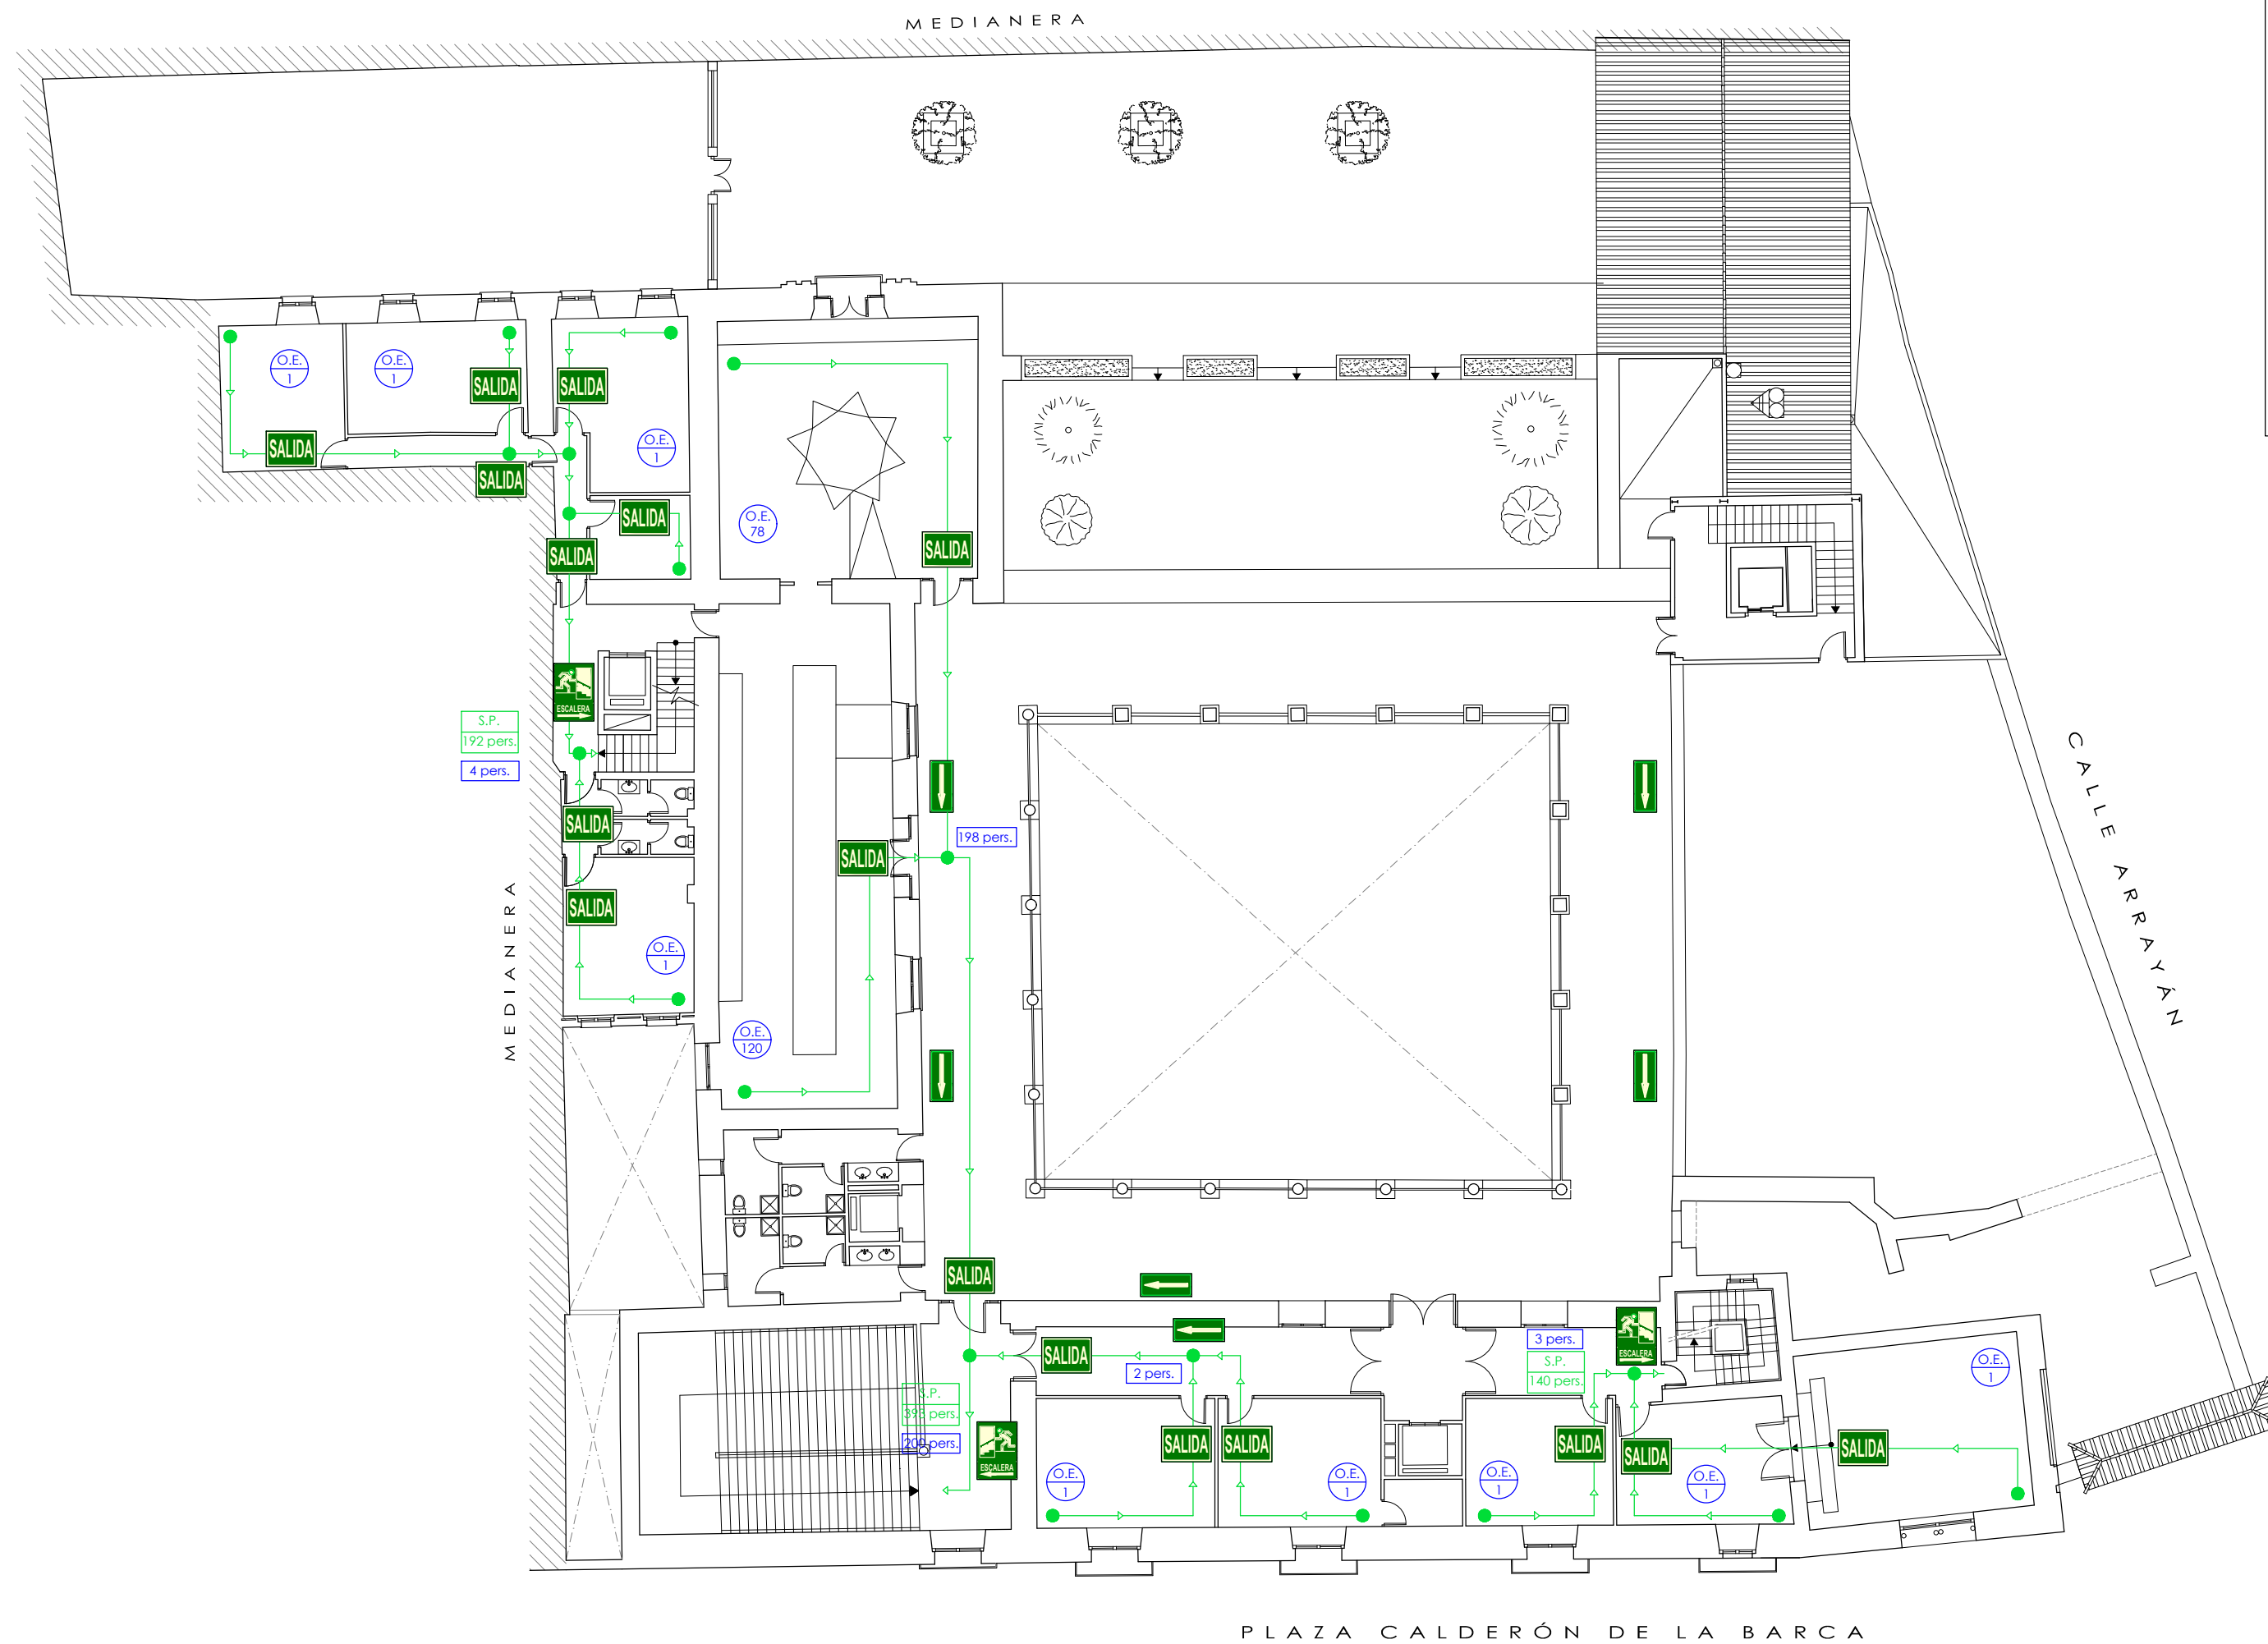 MEDIANERA
O.E.
1
O.E.
1
SALIDA
SALIDA
O.E.
1
SALIDA
SALIDA
SALIDA
SALIDA
O.E.
78
SALIDA
ESCALERA
S.P.
192 pers.
4 pers.
SALIDA
SALIDA
O.E.
1
MEDIANERA
SALIDA
198 pers.
O.E.
120
CALLE ARRAYÁN
SALIDA
SALIDA
2 pers.
S.P.
pers.
200 pers.
ESCALERA
3 pers.
S.P.
140 pers.
ESCALERA
O.E.
1
SALIDA
SALIDA
O.E.
1
O.E.
1
SALIDA
O.E.
1
SALIDA
O.E.
1
SALIDA
PLAZA CALDERÓN DE LA BARCA